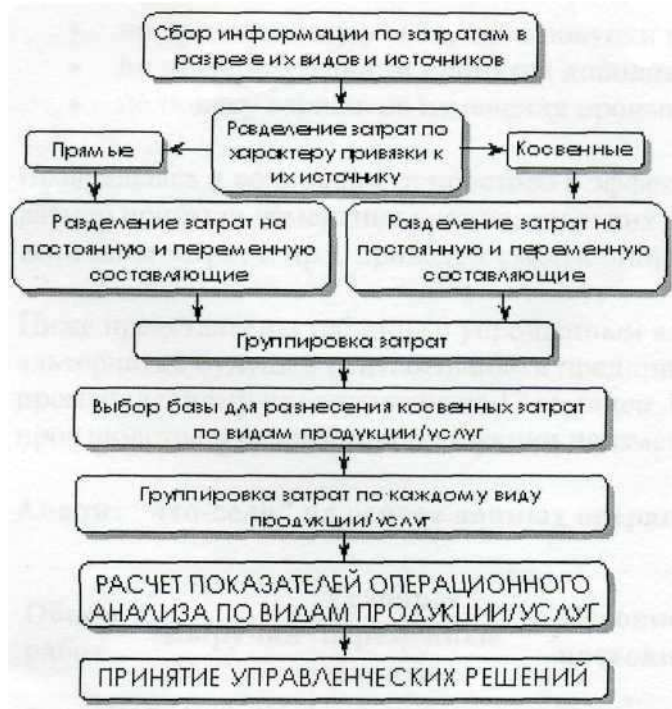 Сбор информации по затратам в
разрезе их видов и источников
Прямые
Разделение затрат по
характеру привязки к
их источнику
Косвенные
Разделение затрат на
постоянную и переменную
составляющие
Разделение затрат на
постоянную и переменную
составляющие
Группировка затрат
Выбор базы для разнесения косвенных затрат
по видам продукции/услуг
Группировка затрат по каждому виду
продукции/услуг
РАСЧЕТ ПОКАЗАТЕЛЕЙ ОПЕРАЦИОННОГО
АНАЛИЗА ПО ВИДАМ ПРОДУКЦИИ/УСЛУГ
ПРИНЯТИЕ УПРАВЛЕНЧЕСКИХ РЕШЕНИЙ